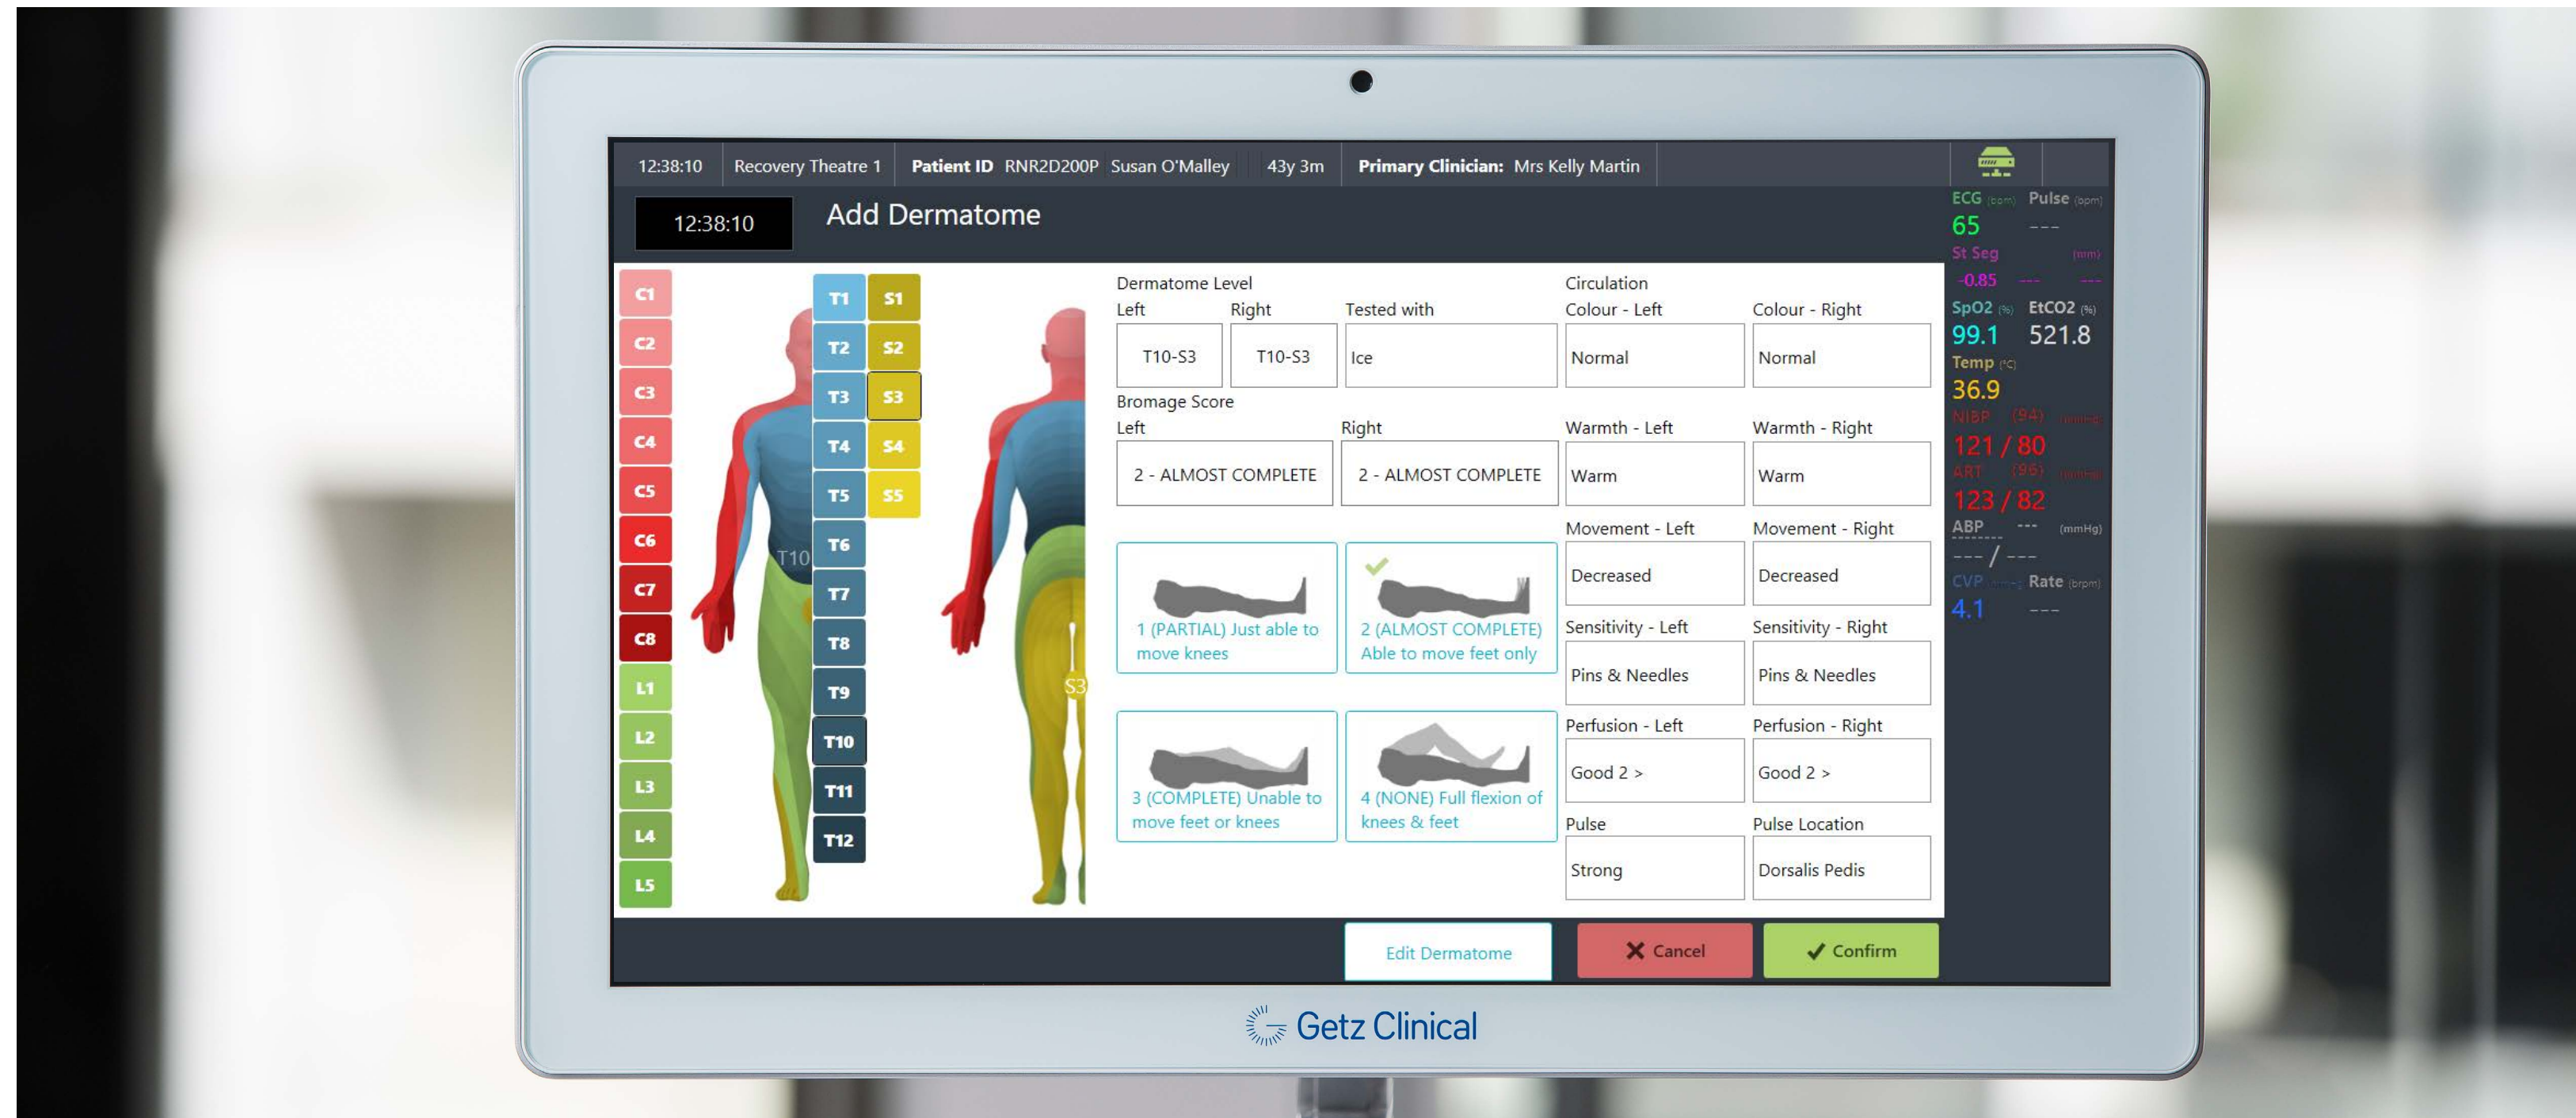 12:38:10 Recovery Theatre 1 Patient ID RNR2D200P Susan O'Malley 43y 3m Primary Clinician: Mrs Kelly Martin
12:38:10 Add Dermatome
C1
C2
C3
C4
C5
C6
C7
C8
L1
L2
L3
L4
L5
T10
T1
T2
T3
T4
T5
T6
T7
T8
T9
T10
T11
T12
S1
S2
S3
S4
S5
S3
Dermatome Level
Left Right Tested with
T10-S3 T10-S3 Ice
Bromage Score
Left Right
2 - ALMOST COMPLETE 2 - ALMOST COMPLETE
1 (PARTIAL) Just able to
move knees
2 (ALMOST COMPLETE)
Able to move feet only
3 (COMPLETE) Unable to
move feet or knees
4 (NONE) Full flexion of
knees & feet
Circulation
Colour - Left Colour - Right
Normal Normal
Warmth - Left Warmth - Right
Warm Warm
Movement - Left Movement - Right
Decreased Decreased
Sensitivity - Left Sensitivity - Right
Pins & Needles Pins & Needles
Perfusion - Left Perfusion - Right
Good 2 > Good 2 >
Pulse Pulse Location
Strong Dorsalis Pedis
Edit Dermatome Cancel Confirm
ECG (bpm) Pulse (bpm)
65 ---
St Seg (mm)
-0.85 --- ---
SpO2 (%) EtCO2 (%)
99.1 521.8
Temp (°C)
36.9
NIBP (94) (mmHg)
121 / 80
ART (96) (mmHg)
123 / 82
ABP --- (mmHg)
--- / ---
CVP Rate (brpm)
4.1 ---
Getz Clinical